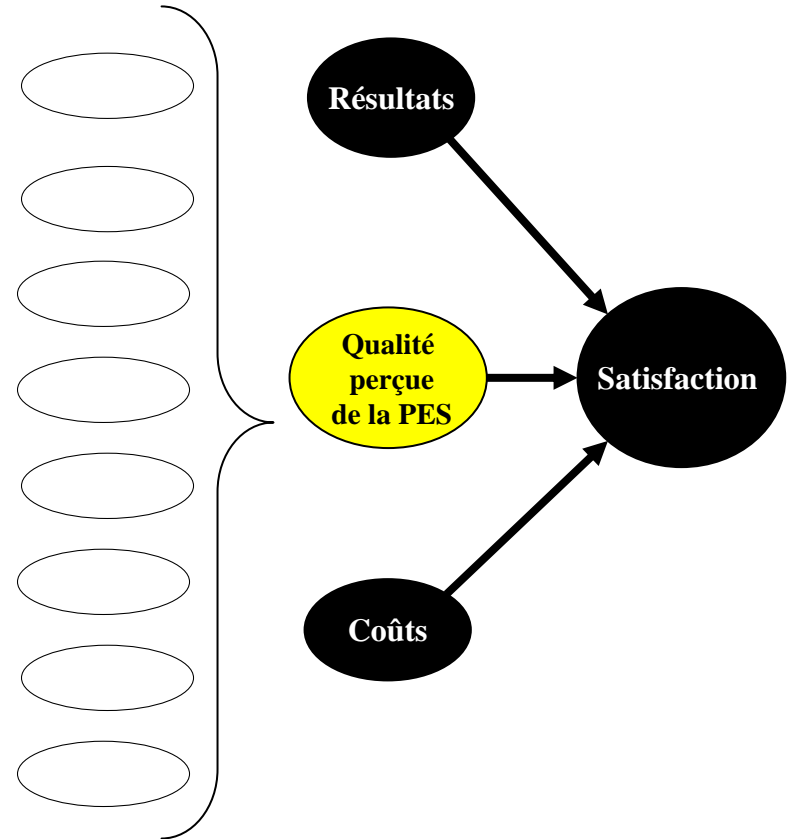 Résultats
Qualité
perçue
de la PES
Satisfaction
Coûts